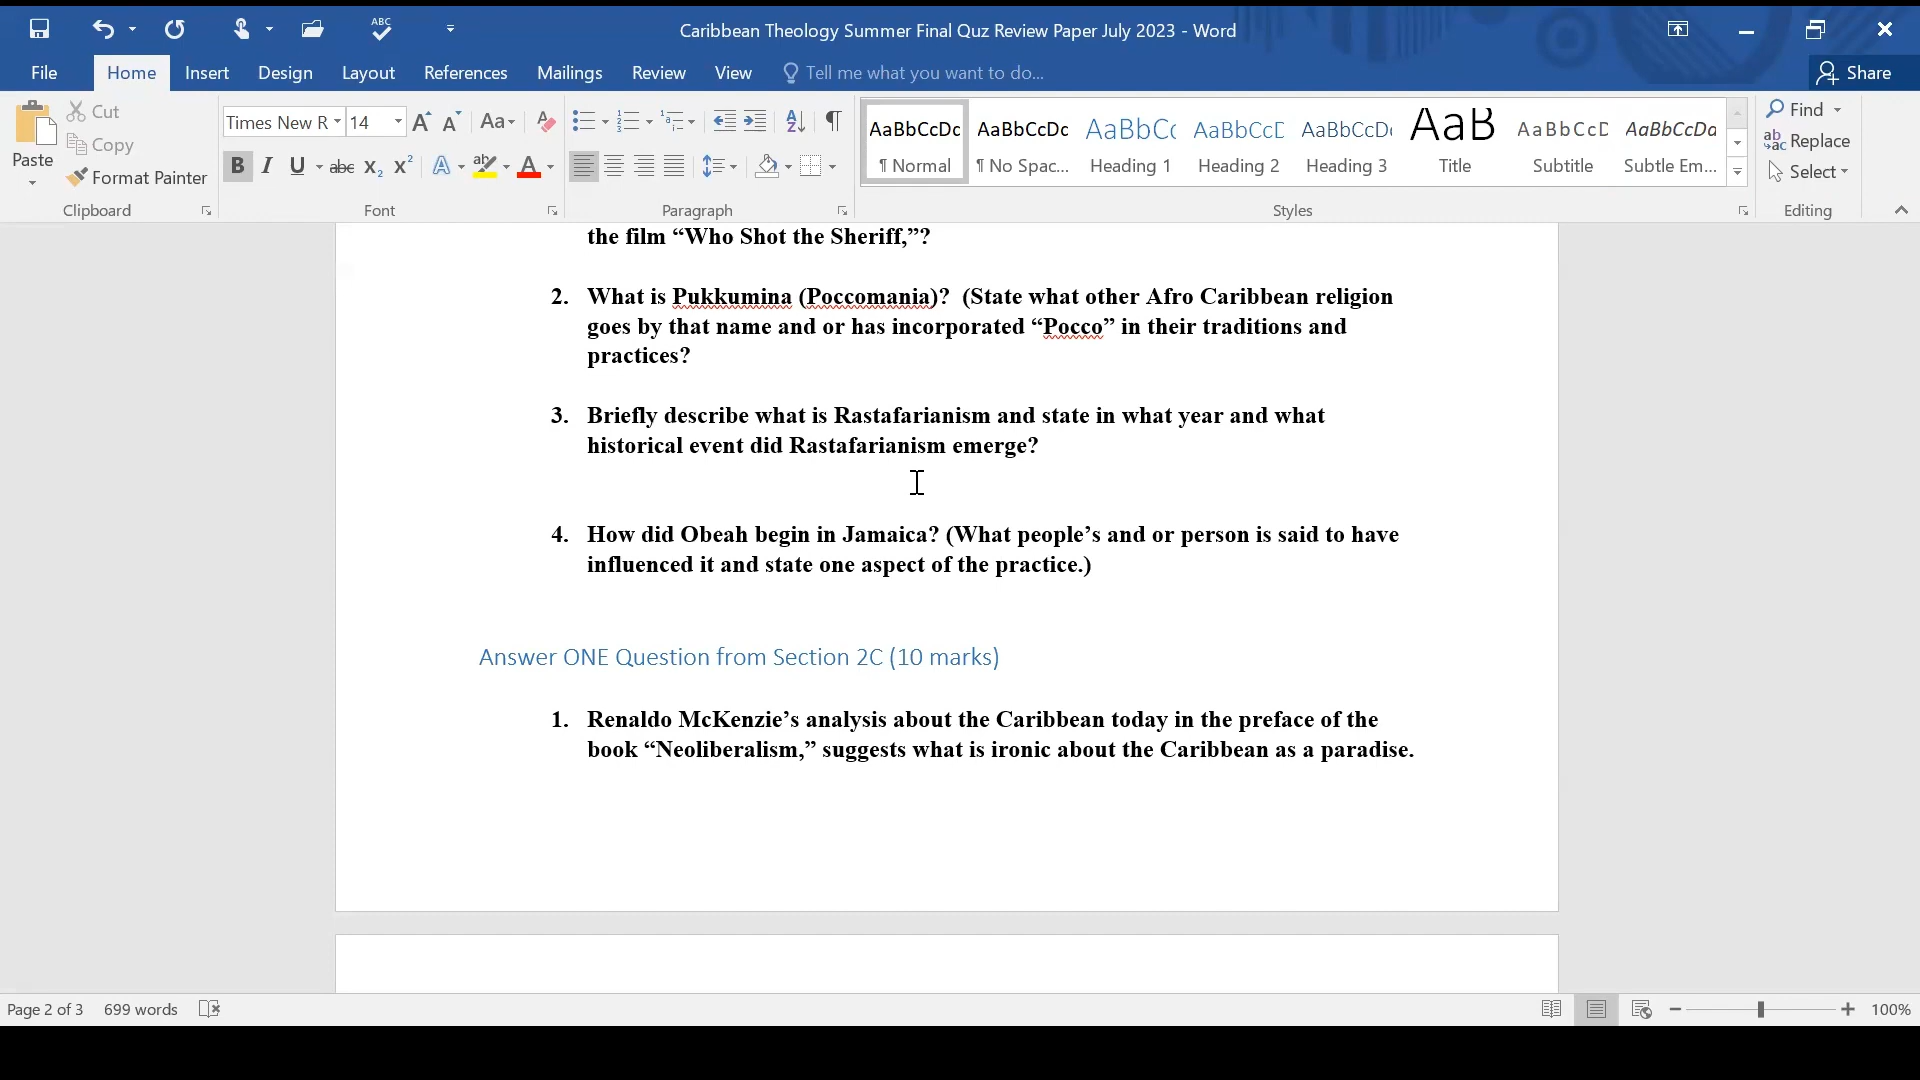 ABC
Caribbean Theology Summer Final Quz Review Paper July 2023 - Word
File Home Insert Design Layout References Mailings Review View Tell me what you want to do... Share
Paste Cut Copy Format Painter Clipboard
Times New R 14 Aa A A B I U abc X₂ X² A ab A Font
Paragraph
AaBbCcDc ¶ Normal
AaBbCcDc ¶ No Spac...
AaBbCc Heading 1
AaBbCcC Heading 2
AaBbCcDc Heading 3
AaB Title
AaBbCcC Subtitle
AaBbCcDa Subtle Em...
Styles
Find
Replace
Select
Editing
the film “Who Shot the Sheriff,”?
2. What is Pukkumina (Poccomania)? (State what other Afro Caribbean religion
goes by that name and or has incorporated “Pocco” in their traditions and
practices?
3. Briefly describe what is Rastafarianism and state in what year and what
historical event did Rastafarianism emerge?
4. How did Obeah begin in Jamaica? (What people’s and or person is said to have
influenced it and state one aspect of the practice.)
Answer ONE Question from Section 2C (10 marks)
1. Renaldo McKenzie’s analysis about the Caribbean today in the preface of the
book “Neoliberalism,” suggests what is ironic about the Caribbean as a paradise.
Page 2 of 3 699 words 100%